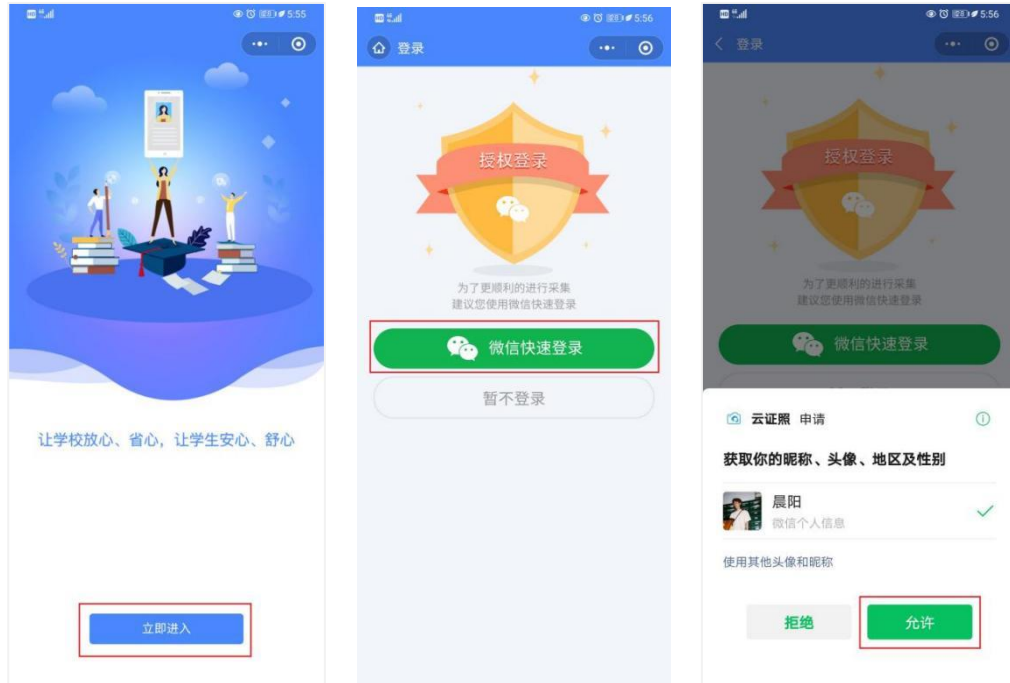 5:55
让学校放心、省心，让学生安心、舒心
立即进入
5:56
登录
授权登录
为了更顺利的进行采集
建议您使用微信快速登录
微信快速登录
暂不登录
5:56
登录
授权登录
为了更顺利的进行采集
建议您使用微信快速登录
微信快速登录
云证照 申请
获取你的昵称、头像、地区及性别
晨阳
微信个人信息
使用其他头像和昵称
拒绝
允许